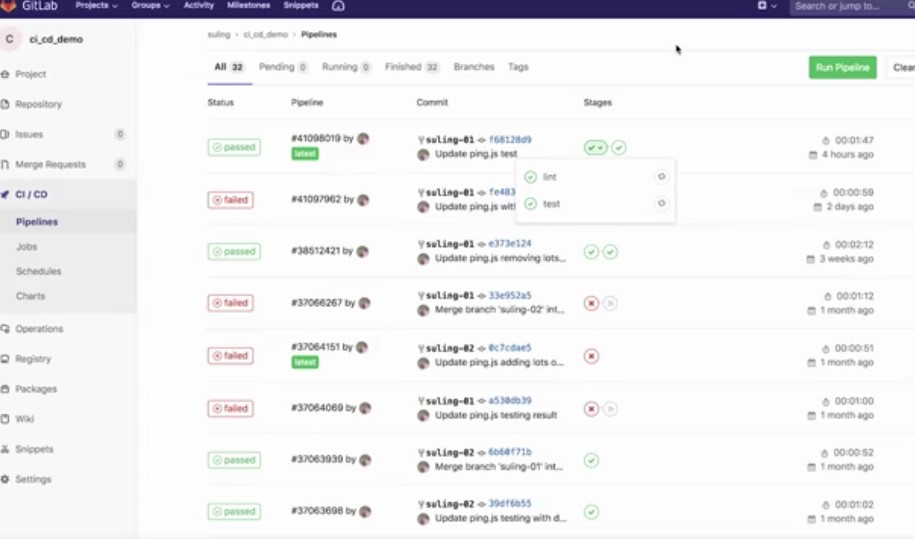 GitLab Projects Groups Activity Milestones Snippets Search or jump to...
C ci_cd_demo
Project
Repository
Issues 0
Merge Requests 0
CI / CD
Pipelines
Jobs
Schedules
Charts
Operations
Registry
Packages
Wiki
Snippets
Settings
suling > ci_cd_demo > Pipelines
All 32 Pending 0 Running 0 Finished 32 Branches Tags
Run Pipeline
Status Pipeline Commit Stages
passed #41098019 by suling-01 f68128d9 00:01:47
latest Update ping.js test 4 hours ago
lint
test
failed #41097962 by suling-01 fe483 00:00:59
Update ping.js 2 days ago
passed #38512421 by suling-01 e373e124 00:02:12
Update ping.js removing lots... 3 weeks ago
failed #37066267 by suling-01 33e952a5 00:01:12
Merge branch 'suling-02' int... 1 month ago
failed #37064151 by suling-02 0c7cdae5 00:00:51
latest Update ping.js adding lots o... 1 month ago
failed #37064069 by suling-01 a530db39 00:01:00
Update ping.js testing result 1 month ago
passed #37063939 by suling-02 6b60f71b 00:00:52
Merge branch 'suling-01' int... 1 month ago
passed #37063698 by suling-02 39df6b55 00:01:02
Update ping.js testing with d... 1 month ago